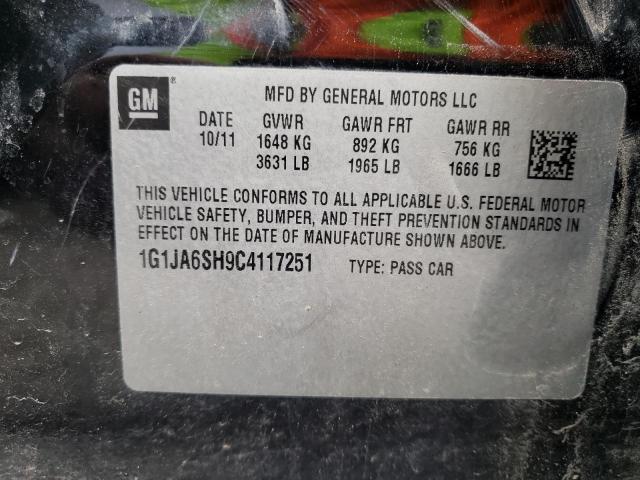 GM ®
MFD BY GENERAL MOTORS LLC
DATE GVWR GAWR FRT GAWR RR
10/11 1648 KG 892 KG 756 KG
3631 LB 1965 LB 1666 LB
THIS VEHICLE CONFORMS TO ALL APPLICABLE U.S. FEDERAL MOTOR
VEHICLE SAFETY, BUMPER, AND THEFT PREVENTION STANDARDS IN
EFFECT ON THE DATE OF MANUFACTURE SHOWN ABOVE.
1G1JA6SH9C4117251 TYPE: PASS CAR